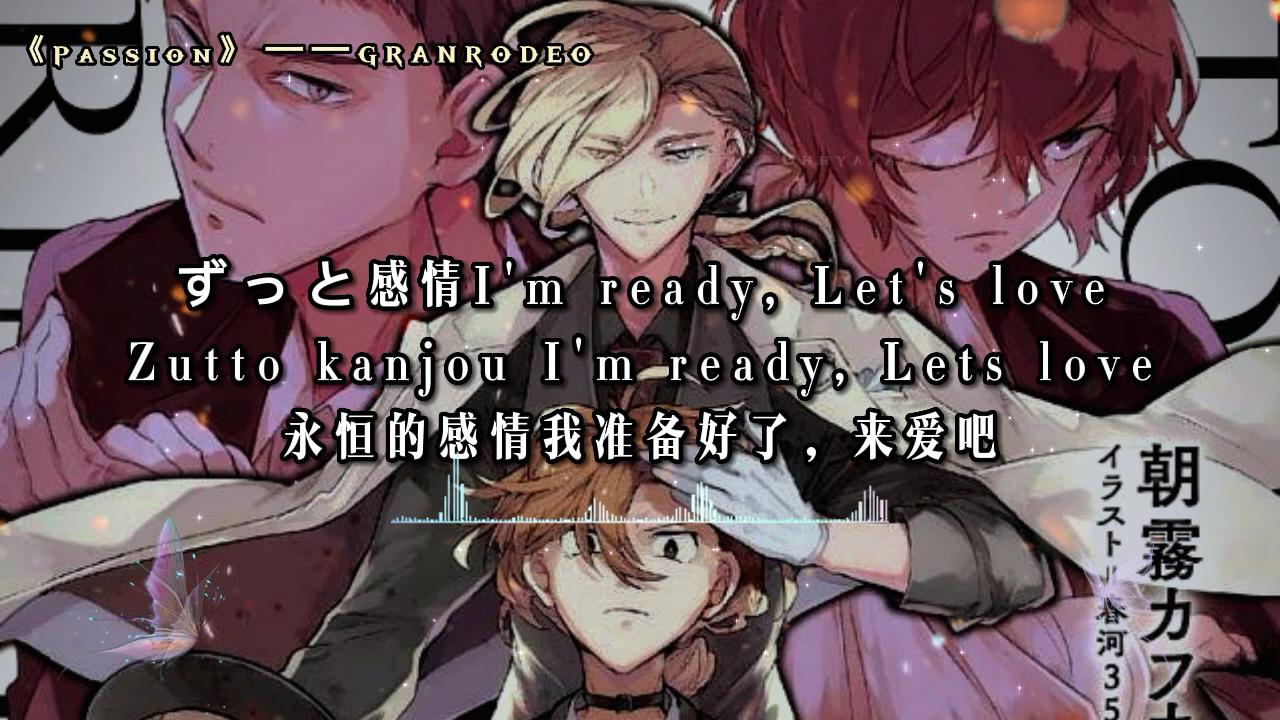 《PASSION》 ——GRANRODEO
ずっと感情I'm ready, Let's love
Zutto kanjou I'm ready, Lets love
永恒的感情我准备好了，来爱吧
朝霧カフカ
イラスト‖春河35